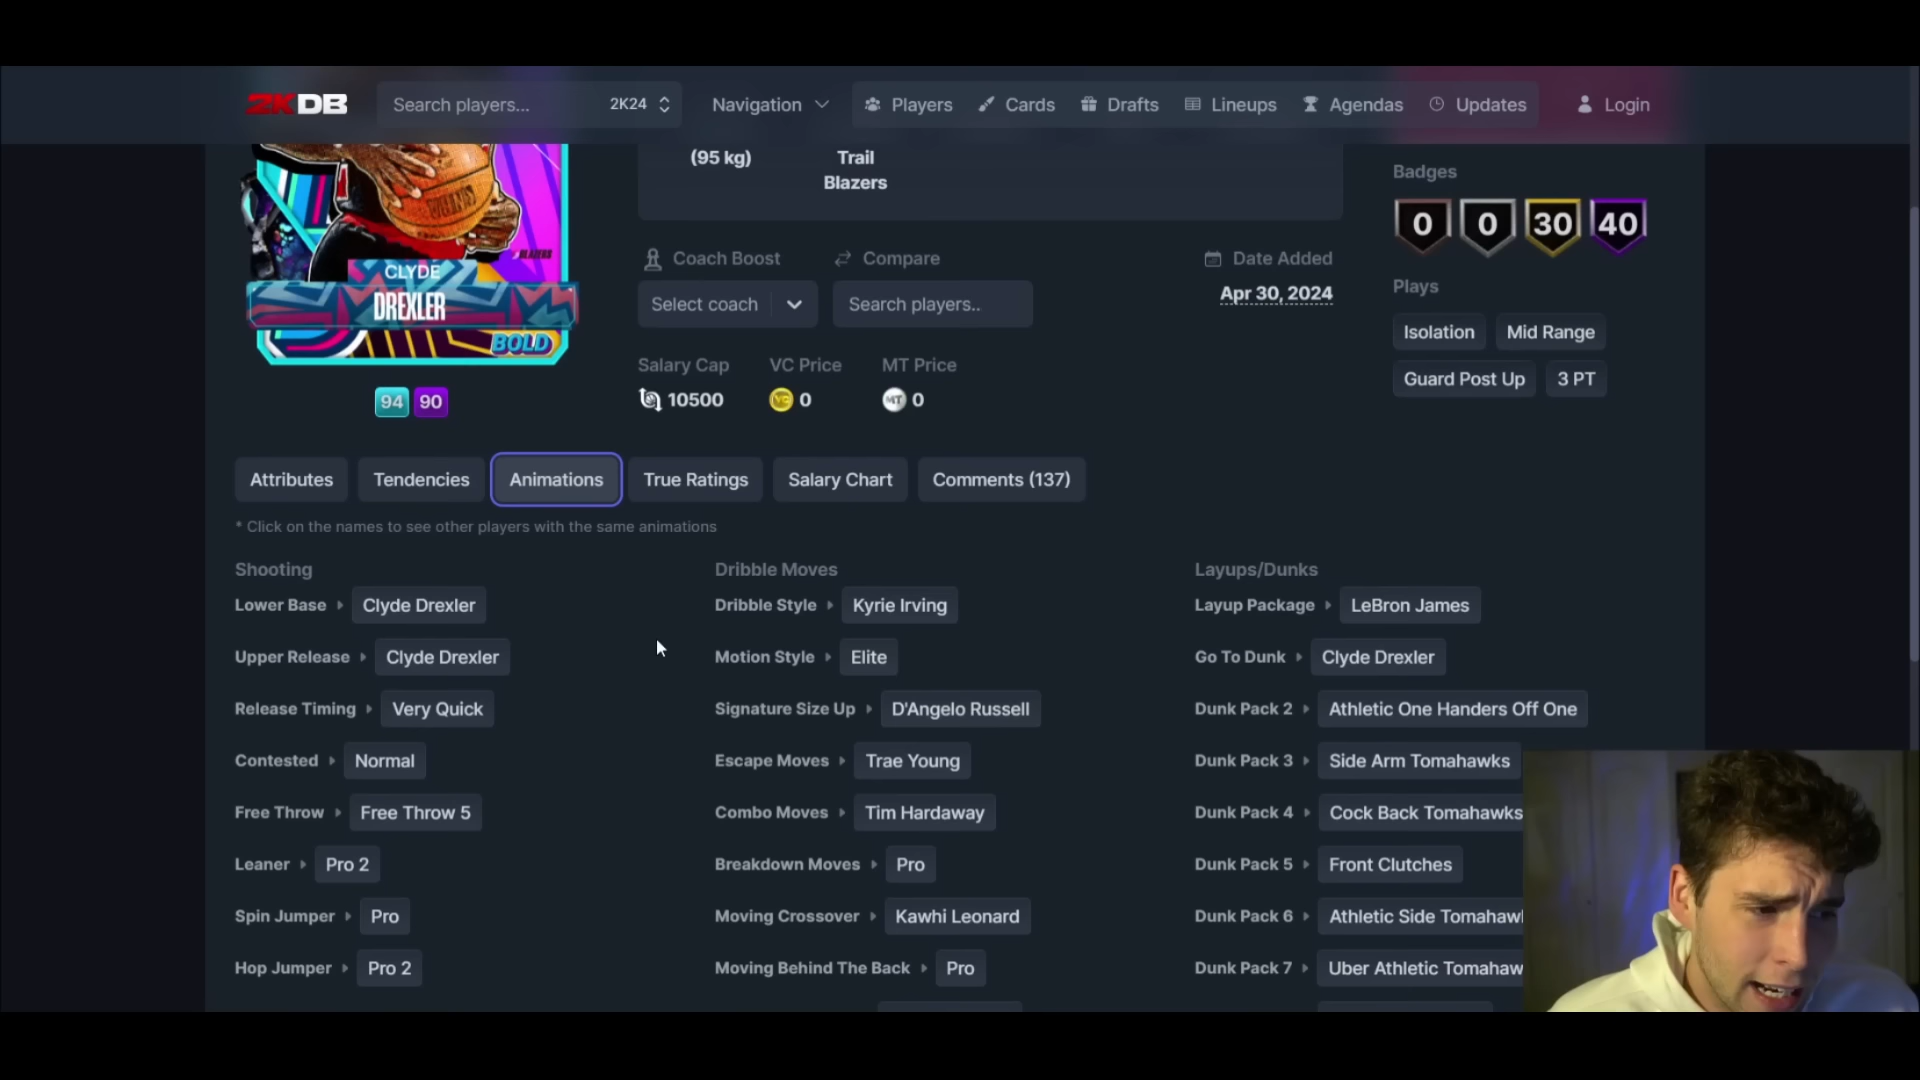 2KDB
Search players...
2K24
Navigation
Players
Cards
Drafts
Lineups
Agendas
Updates
Login
(95 kg)
Trail
Blazers
BLAZERS
CLYDE
DREXLER
BOLD
94 90
Coach Boost
Compare
Select coach
Search players..
Date Added
Apr 30, 2024
Salary Cap
VC Price
MT Price
10500
VC 0
MT 0
Badges
0 0 30 40
Plays
Isolation
Mid Range
Guard Post Up
3 PT
Attributes
Tendencies
Animations
True Ratings
Salary Chart
Comments (137)
* Click on the names to see other players with the same animations
Shooting
Lower Base Clyde Drexler
Upper Release Clyde Drexler
Release Timing Very Quick
Contested Normal
Free Throw Free Throw 5
Leaner Pro 2
Spin Jumper Pro
Hop Jumper Pro 2
Dribble Moves
Dribble Style Kyrie Irving
Motion Style Elite
Signature Size Up D'Angelo Russell
Escape Moves Trae Young
Combo Moves Tim Hardaway
Breakdown Moves Pro
Moving Crossover Kawhi Leonard
Moving Behind The Back Pro
Layups/Dunks
Layup Package LeBron James
Go To Dunk Clyde Drexler
Dunk Pack 2 Athletic One Handers Off One
Dunk Pack 3 Side Arm Tomahawks
Dunk Pack 4 Cock Back Tomahawks
Dunk Pack 5 Front Clutches
Dunk Pack 6 Athletic Side Tomahawk
Dunk Pack 7 Uber Athletic Tomahaw